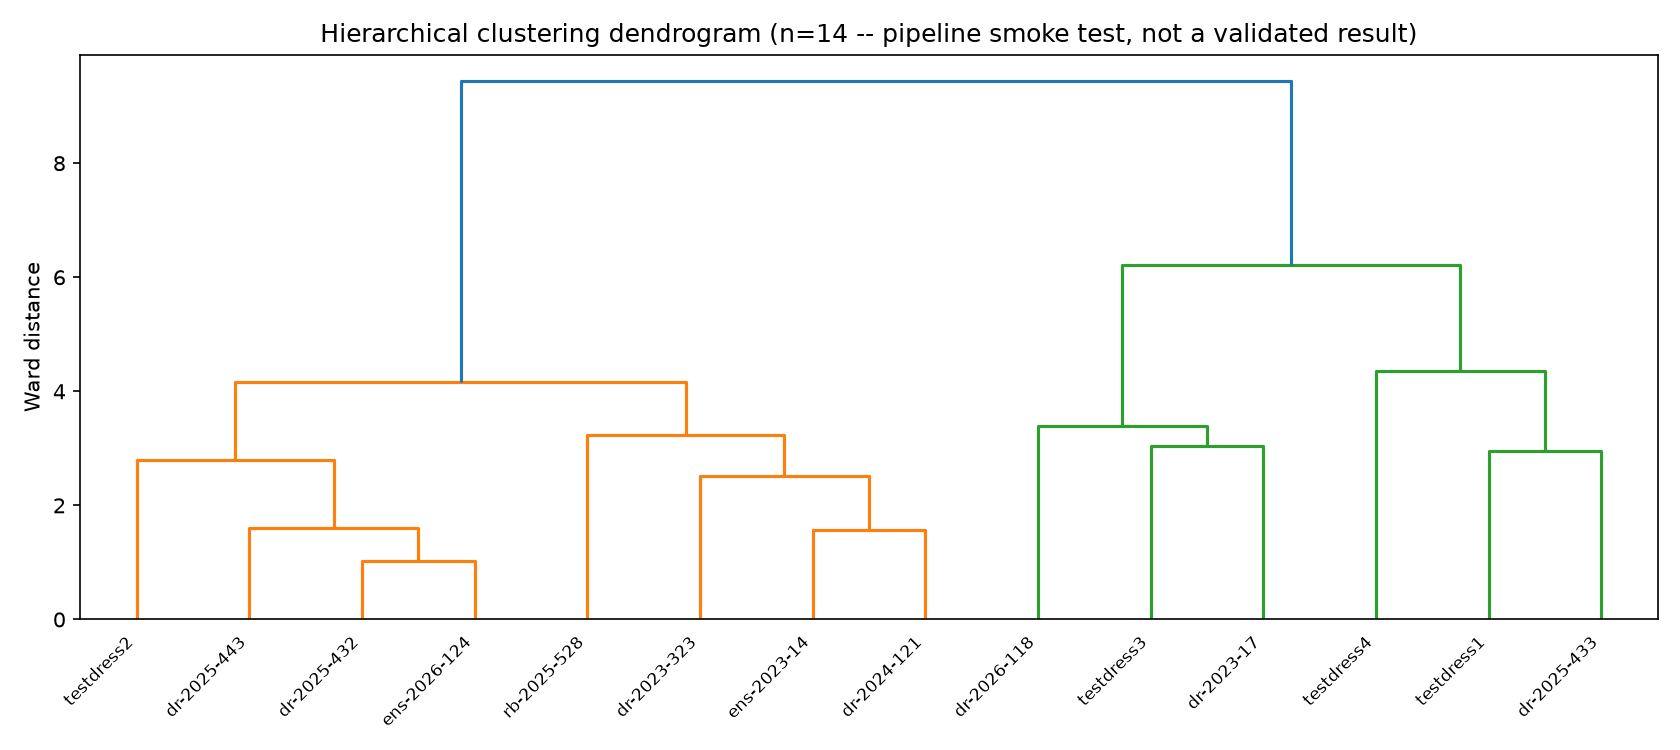 Hierarchical clustering dendrogram (n=14 -- pipeline smoke test, not a validated result)
Ward distance
8
6
4
2
0
testdress2
dr-2025-443
dr-2025-432
ens-2026-124
rb-2025-528
dr-2023-323
ens-2023-14
dr-2024-121
dr-2026-118
testdress3
dr-2023-17
testdress4
testdress1
dr-2025-433